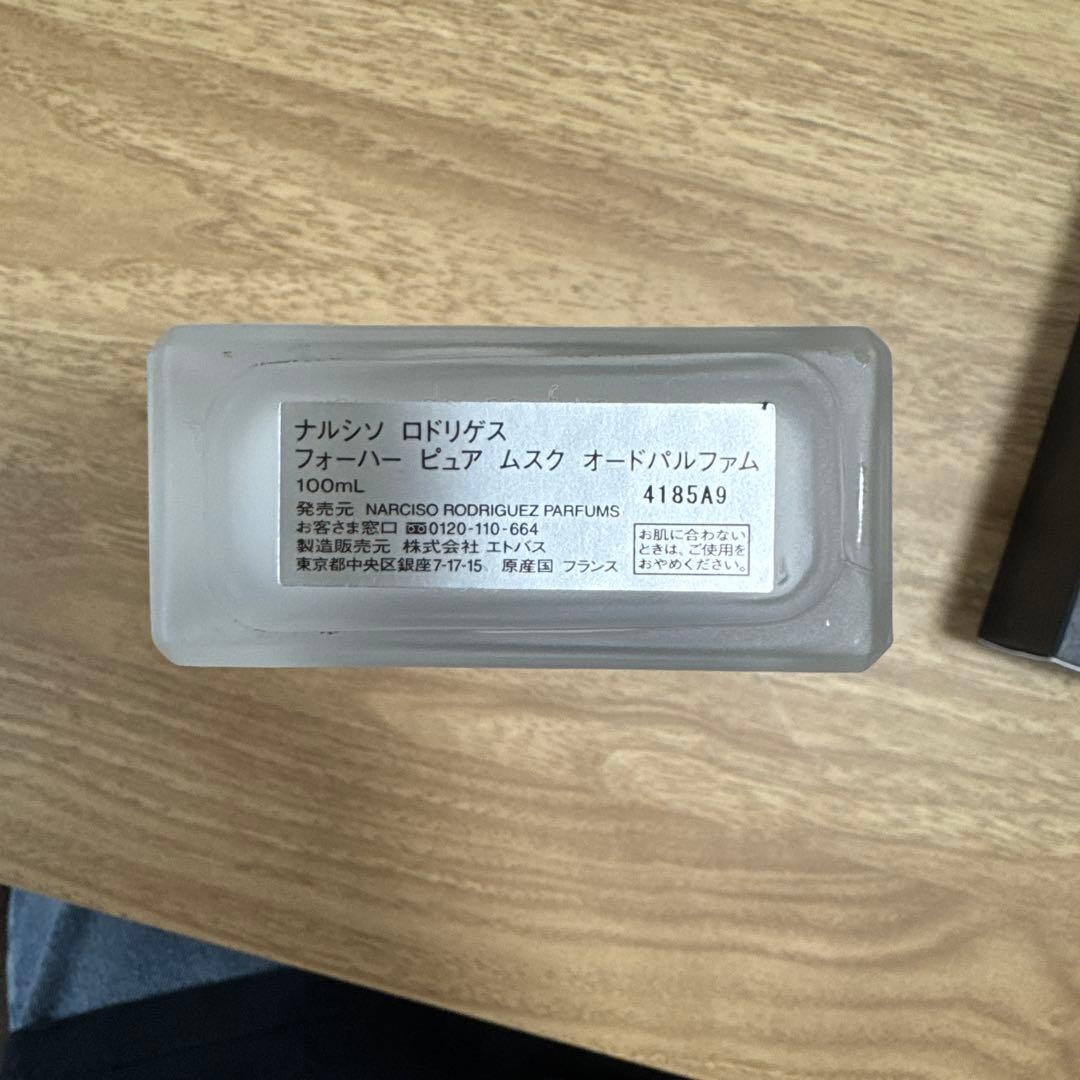 ナルシソ ロドリゲス
フォーハー ピュア ムスク オードパルファム
100mL
4185A9
発売元 NARCISO RODRIGUEZ PARFUMS
お客さま窓口 0120-110-664
製造販売元 株式会社 エトバス
東京都中央区銀座7-17-15 原産国 フランス
お肌に合わない
ときは、ご使用を
おやめください。